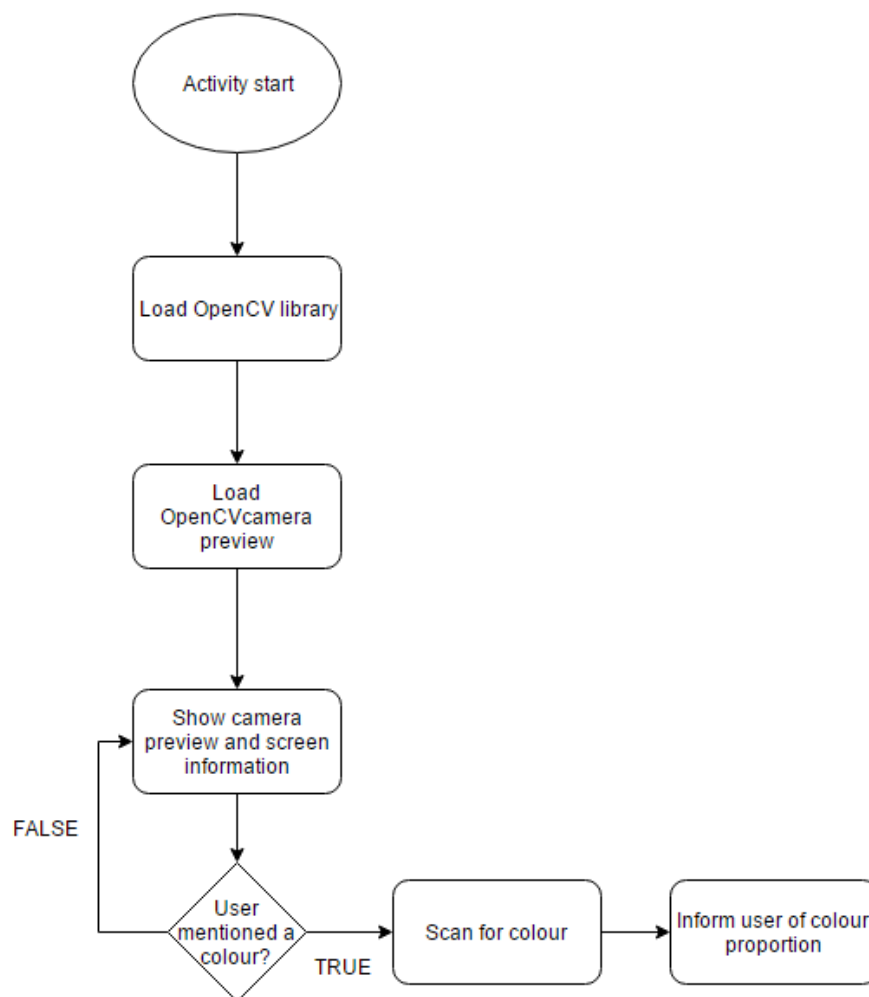 Activity start
Load OpenCV library
Load
OpenCVcamera
preview
Show camera
preview and screen
information
FALSE
User
mentioned a
colour?
TRUE
Scan for colour
Inform user of colour
proportion